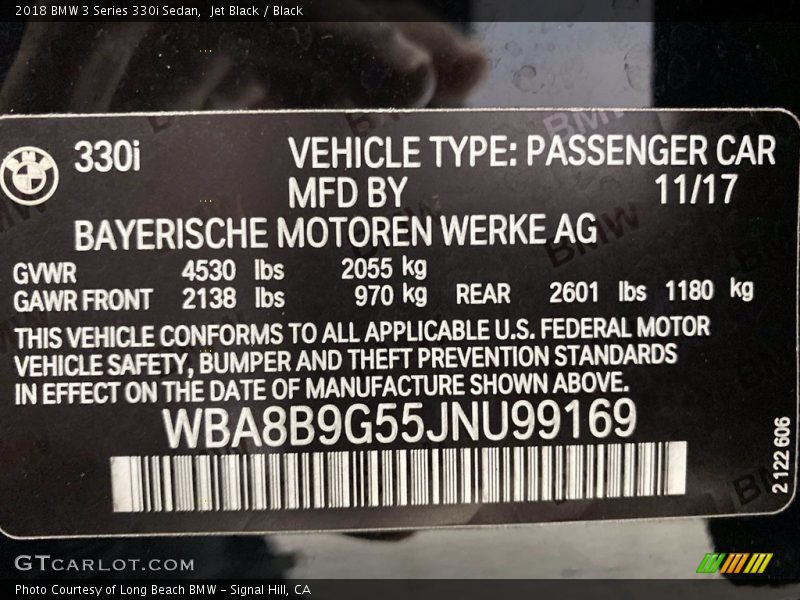 2018 BMW 3 Series 330i Sedan, Jet Black / Black
330i VEHICLE TYPE: PASSENGER CAR
MFD BY 11/17
BAYERISCHE MOTOREN WERKE AG
GVWR 4530 lbs 2055 kg
GAWR FRONT 2138 lbs 970 kg REAR 2601 lbs 1180 kg
THIS VEHICLE CONFORMS TO ALL APPLICABLE U.S. FEDERAL MOTOR
VEHICLE SAFETY, BUMPER AND THEFT PREVENTION STANDARDS
IN EFFECT ON THE DATE OF MANUFACTURE SHOWN ABOVE.
WBA8B9G55JNU99169
2 122 606
GTCARLOT.COM
Photo Courtesy of Long Beach BMW - Signal Hill, CA